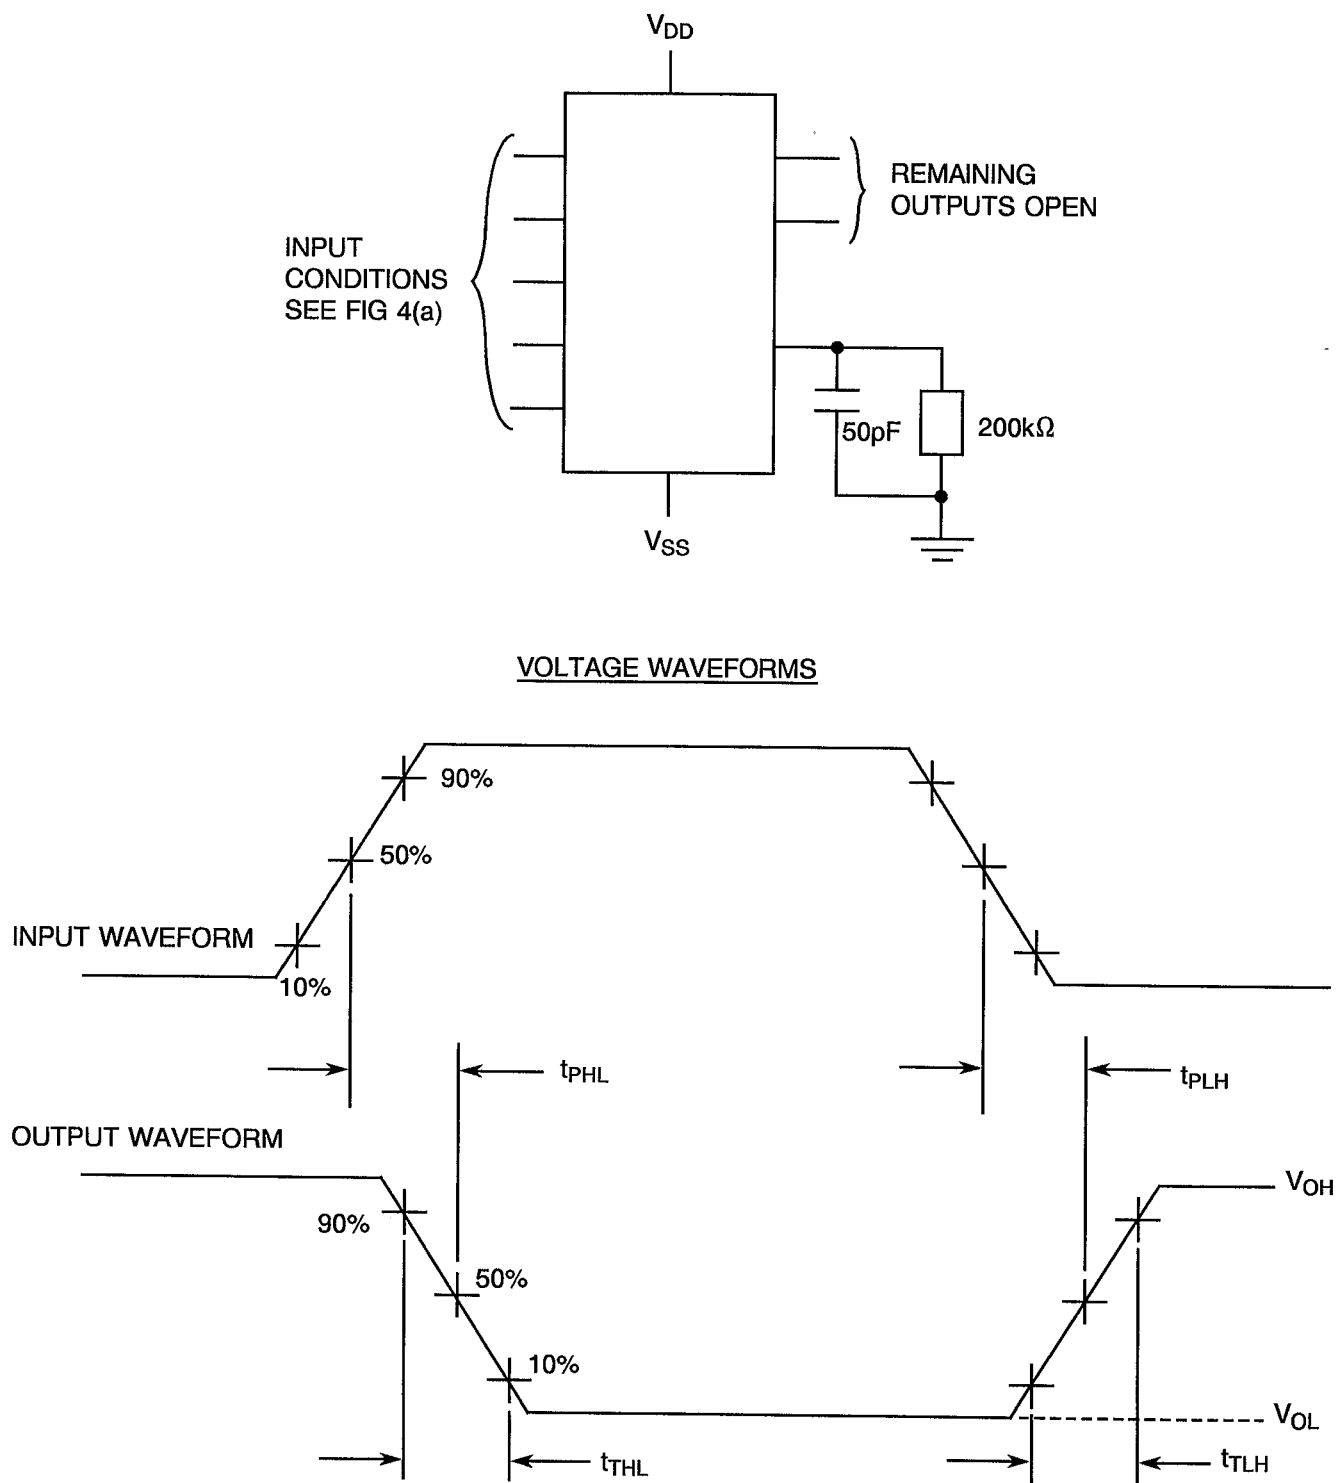 VDD
REMAINING
OUTPUTS OPEN
INPUT
CONDITIONS
SEE FIG 4(a)
50pF
200kΩ
VSS
VOLTAGE WAVEFORMS
90%
50%
INPUT WAVEFORM
10%
tPHL
tPLH
OUTPUT WAVEFORM
VOH
90%
50%
10%
VOL
tTHL
tTLH